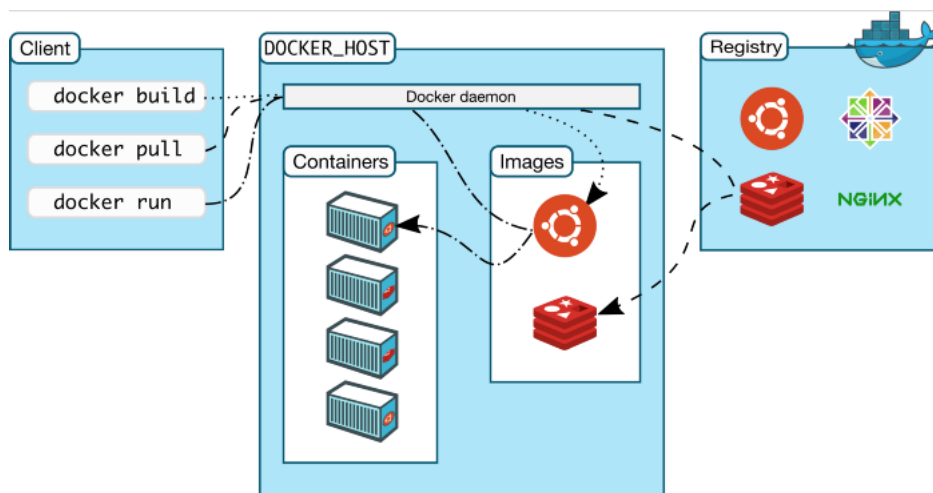 Client
docker build
docker pull
docker run
DOCKER_HOST
Docker daemon
Containers
Images
Registry
NGiNX